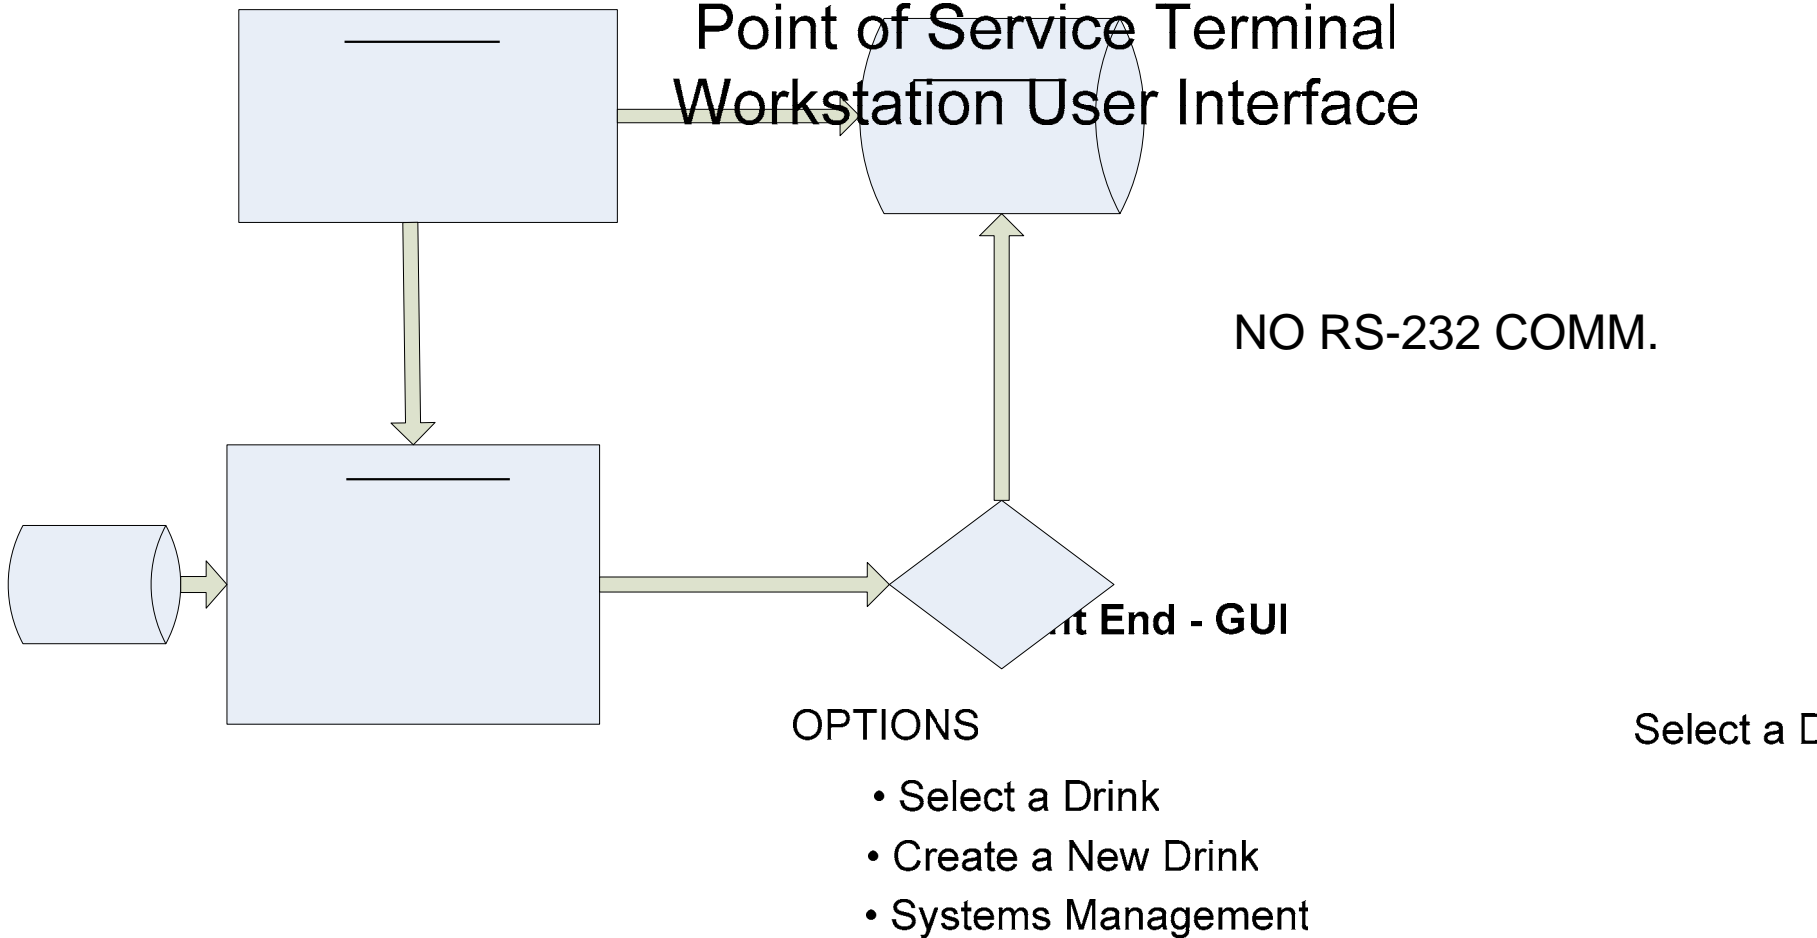 Point of Service Terminal
Workstation User Interface
NO RS-232 COMM.
End - GUI
OPTIONS
Select a
• Select a Drink
• Create a New Drink
• Systems Management